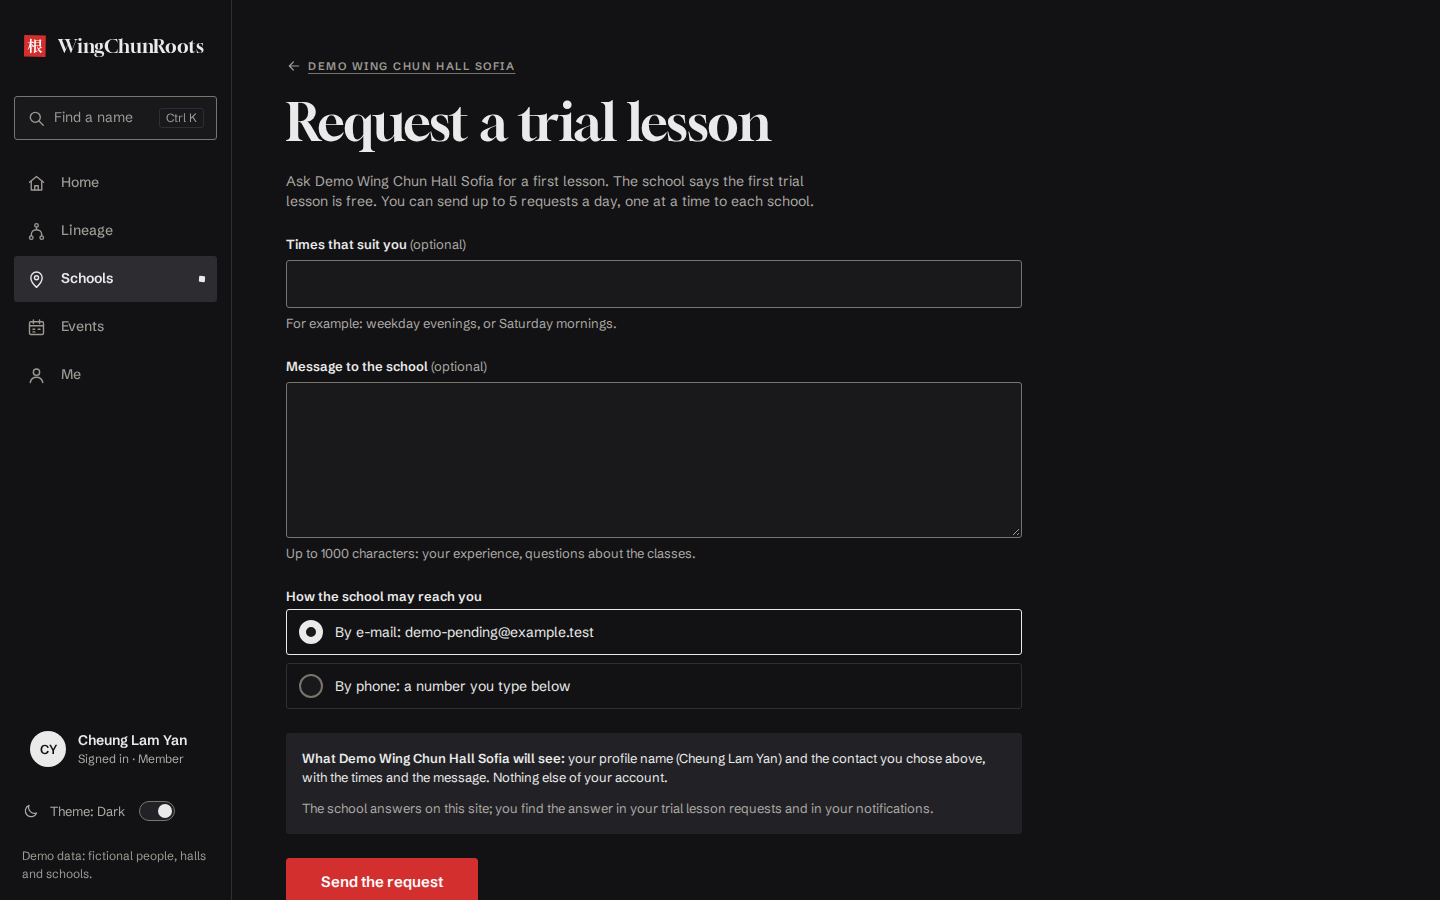 根 WingChunRoots
Find a name Ctrl K
Home
Lineage
Schools
Events
Me
Cheung Lam Yan
CY
Signed in · Member
Theme: Dark
Demo data: fictional people, halls
and schools.
DEMO WING CHUN HALL SOFIA
Request a trial lesson
Ask Demo Wing Chun Hall Sofia for a first lesson. The school says the first trial
lesson is free. You can send up to 5 requests a day, one at a time to each school.
Times that suit you (optional)
For example: weekday evenings, or Saturday mornings.
Message to the school (optional)
Up to 1000 characters: your experience, questions about the classes.
How the school may reach you
By e-mail: demo-pending@example.test
By phone: a number you type below
What Demo Wing Chun Hall Sofia will see: your profile name (Cheung Lam Yan) and the contact you chose above,
with the times and the message. Nothing else of your account.
The school answers on this site; you find the answer in your trial lesson requests and in your notifications.
Send the request